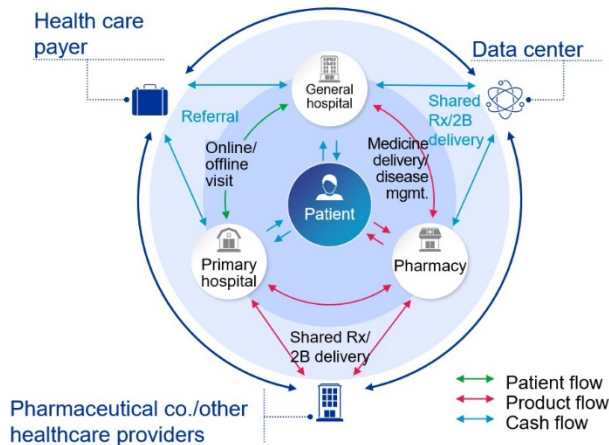 Health care
payer
Data center
General
hospital
Referral
Shared
Rx/2B
delivery
Online/
offline
visit
Medicine
delivery/
disease
mgmt.
Patient
Primary
hospital
Pharmacy
Shared Rx/
2B delivery
Pharmaceutical co./other
healthcare providers
Patient flow
Product flow
Cash flow